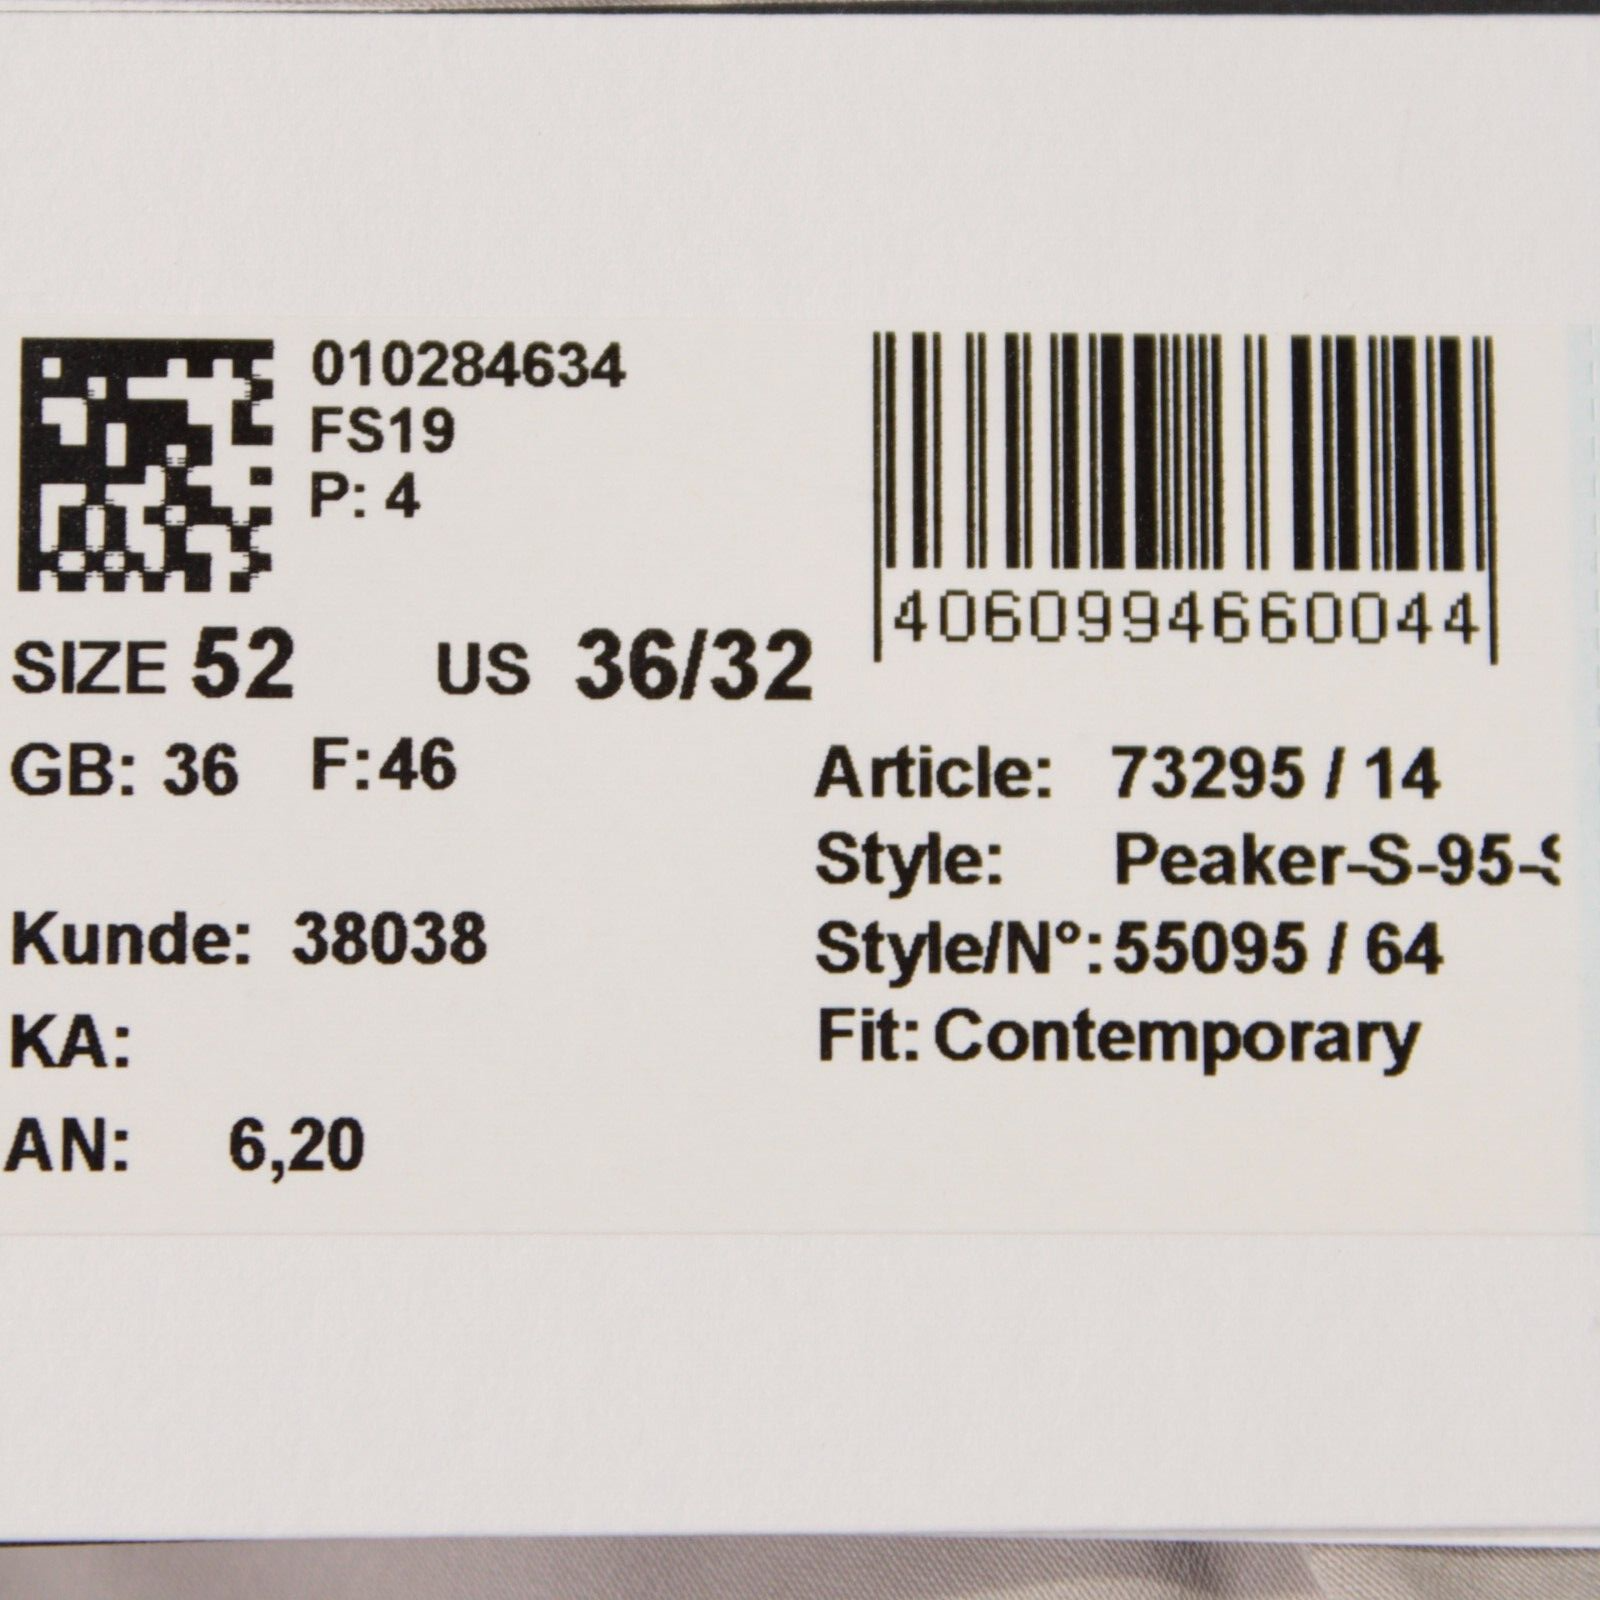 010284634
FS19
P: 4
4060994660044
SIZE 52 US 36/32
GB: 36 F:46
Article: 73295 / 14
Style: Peaker-S-95-
Kunde: 38038
Style/N°: 55095 / 64
KA:
Fit: Contemporary
AN: 6,20